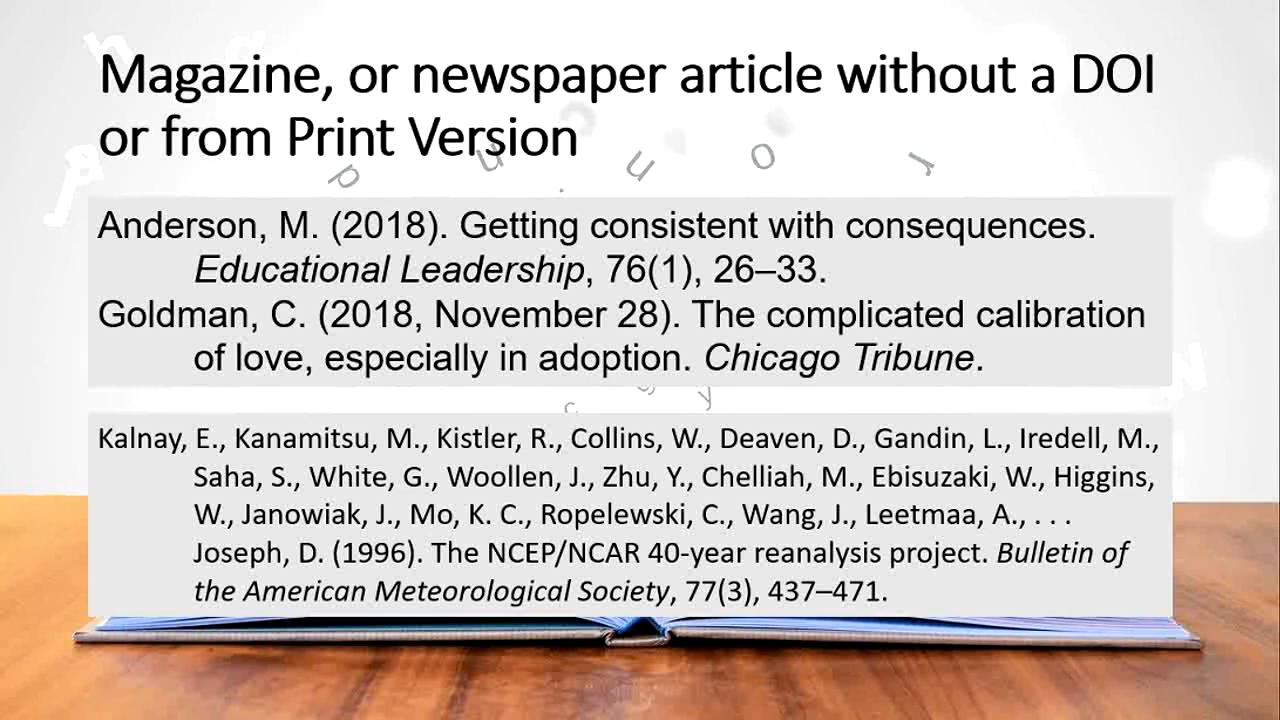 Magazine, or newspaper article without a DOI
or from Print Version
Anderson, M. (2018). Getting consistent with consequences.
Educational Leadership, 76(1), 26–33.
Goldman, C. (2018, November 28). The complicated calibration
of love, especially in adoption. Chicago Tribune.
Kalnay, E., Kanamitsu, M., Kistler, R., Collins, W., Deaven, D., Gandin, L., Iredell, M.,
Saha, S., White, G., Woollen, J., Zhu, Y., Chelliah, M., Ebisuzaki, W., Higgins,
W., Janowiak, J., Mo, K. C., Ropelewski, C., Wang, J., Leetmaa, A., . . .
Joseph, D. (1996). The NCEP/NCAR 40-year reanalysis project. Bulletin of
the American Meteorological Society, 77(3), 437–471.